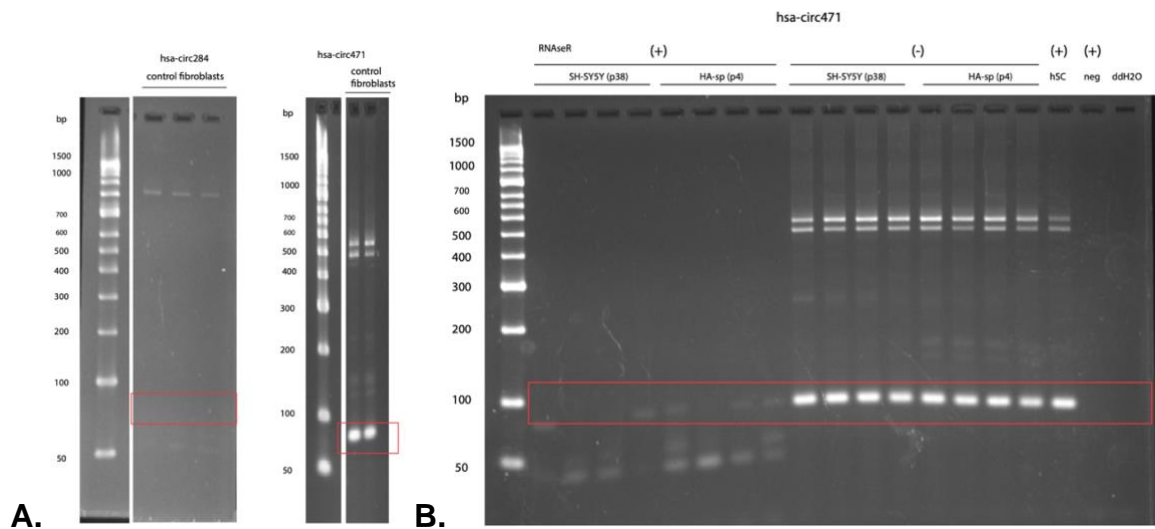 hsa-circ284
control fibroblasts
bp
1500
1000
700
600
500
400
300
200
100
50
A.
hsa-circ471
control
fibroblasts
bp
1500
1000
700
600
500
400
300
200
100
50
B.
hsa-circ471
RNAseR (+) (-) (+) (+)
SH-SY5Y (p38) HA-sp (p4) SH-SY5Y (p38) HA-sp (p4) hSC neg ddH2O
bp
1500
1000
700
600
500
400
300
200
100
50